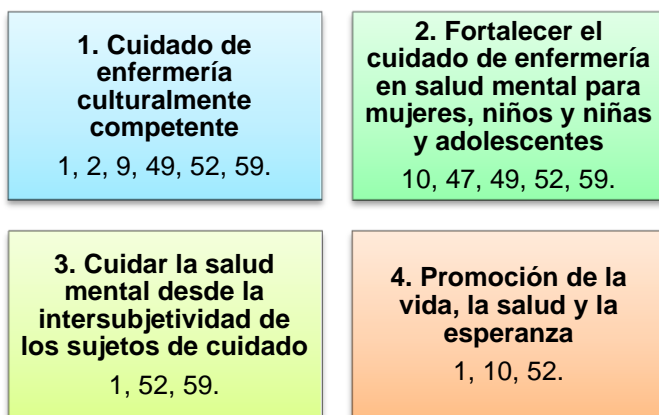 1. Cuidado de
enfermería
culturalmente
competente
1, 2, 9, 49, 52, 59.
2. Fortalecer el
cuidado de enfermería
en salud mental para
mujeres, niños y niñas
y adolescentes
10, 47, 49, 52, 59.
3. Cuidar la salud
mental desde la
intersubjetividad de
los sujetos de cuidado
1, 52, 59.
4. Promoción de la
vida, la salud y la
esperanza
1, 10, 52.